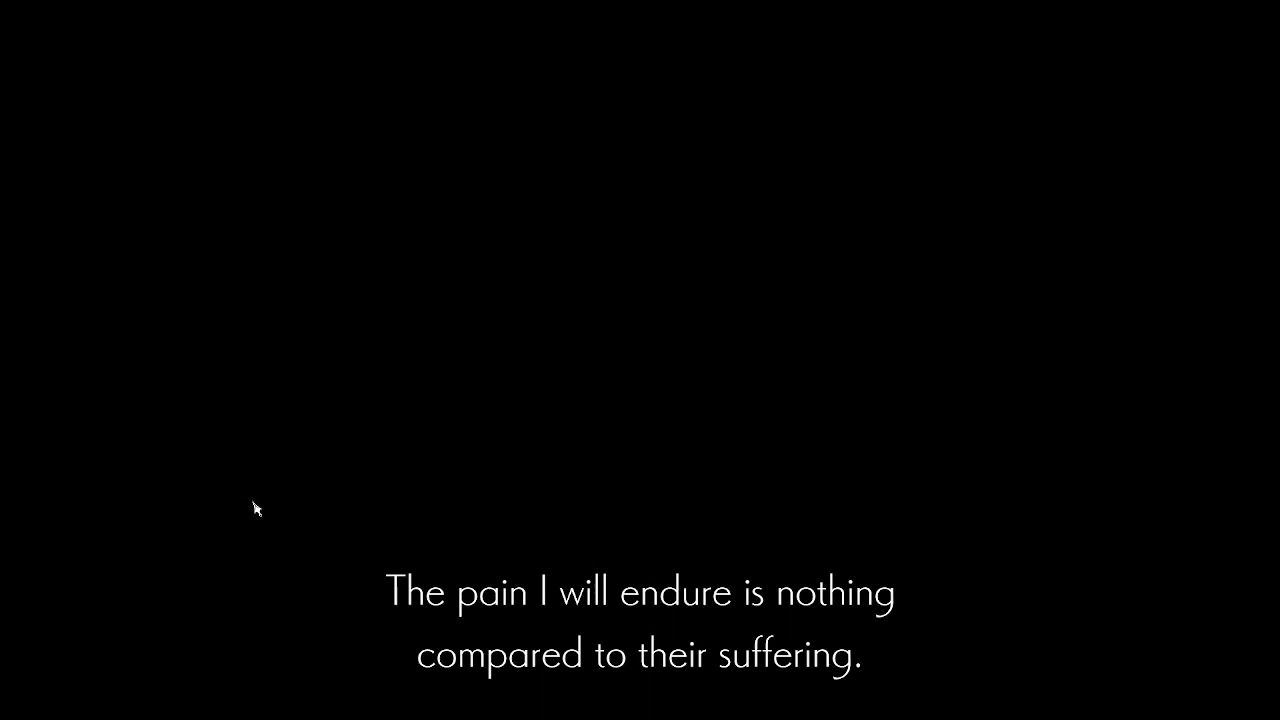 The pain I will endure is nothing
compared to their suffering.